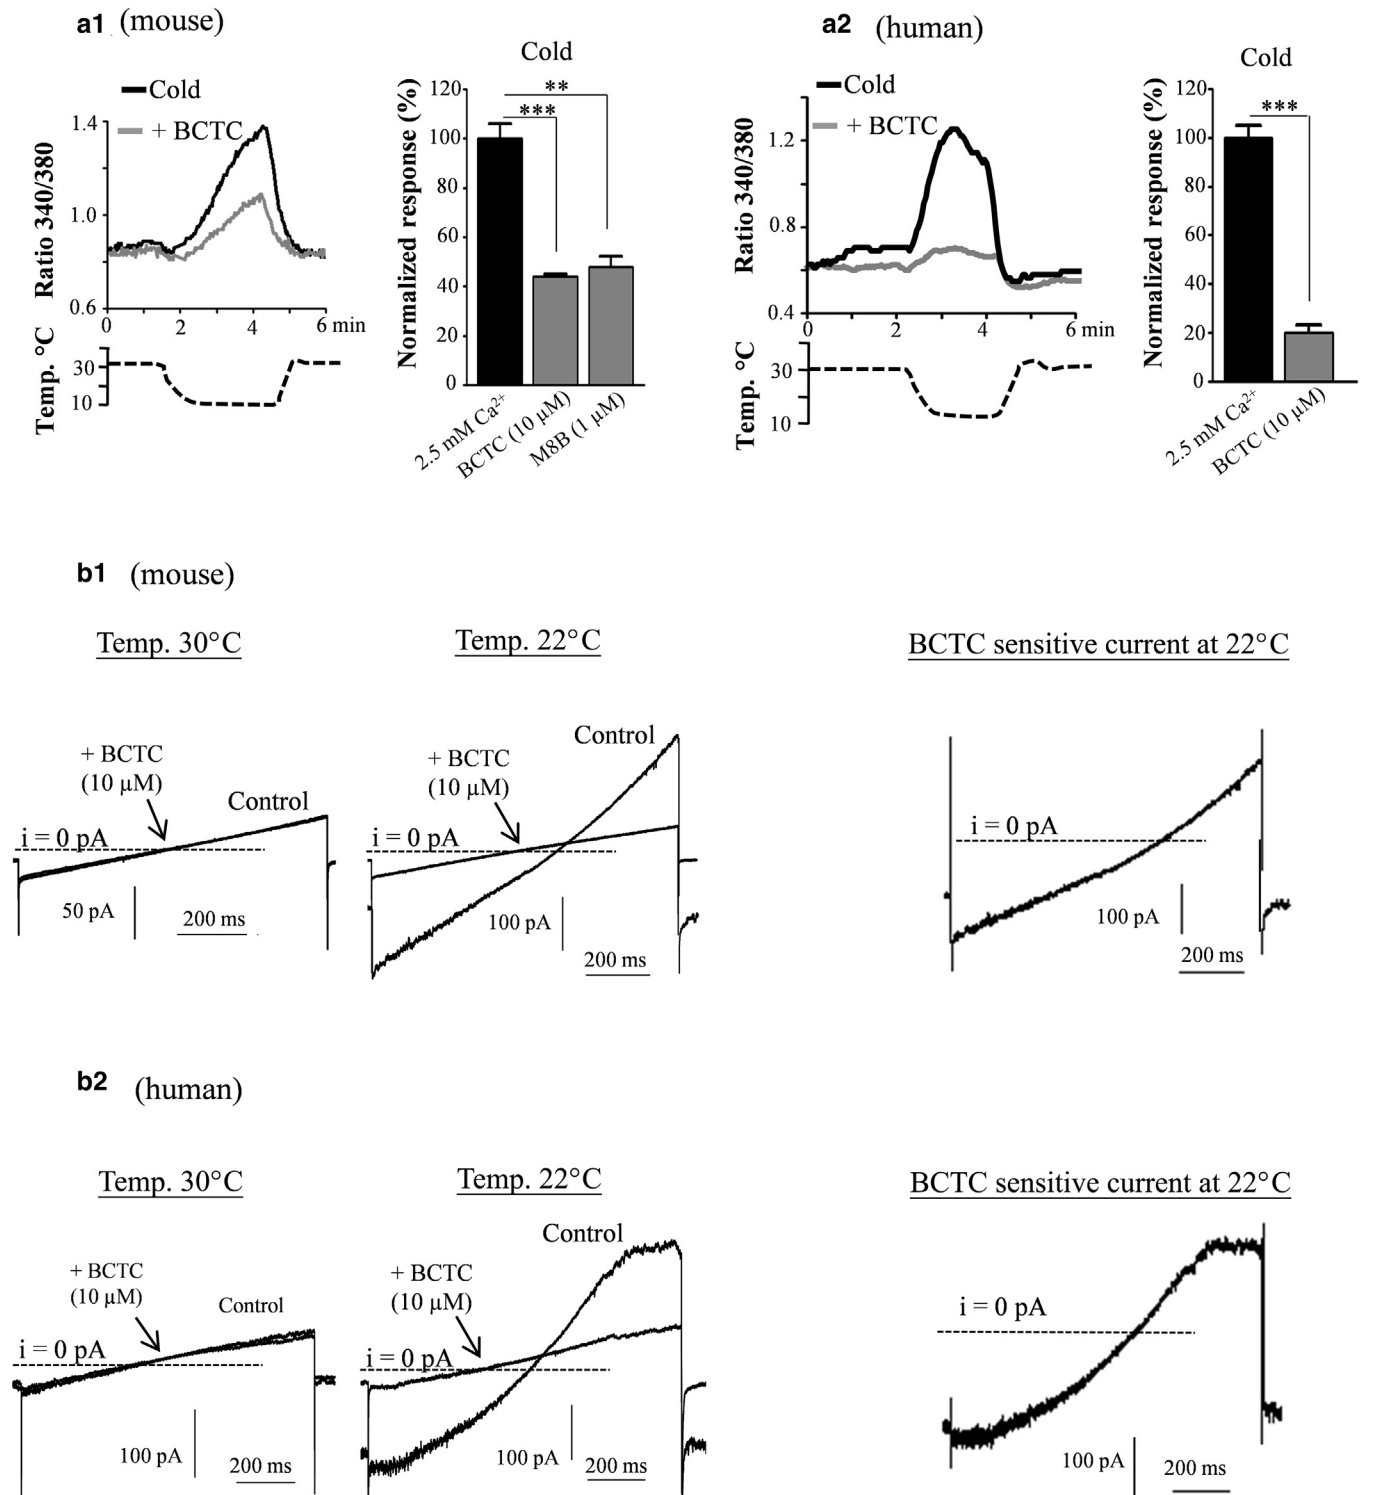 a1 (mouse)
Cold
+ BCTC
Ratio 340/380
1.4
1.0
0.6
0 2 4 6 min
Temp. °C
30
10
Cold
Normalized response (%)
120
100
80
60
40
20
0
**
***
2.5 mM Ca²⁺
BCTC (10 µM)
M8B (1 µM)
a2 (human)
Cold
+ BCTC
Ratio 340/380
1.2
0.8
0.4
0 2 4 6 min
Temp. °C
30
10
Cold
Normalized response (%)
120
100
80
60
40
20
0
***
2.5 mM Ca²⁺
BCTC (10 µM)
b1 (mouse)
Temp. 30°C
+ BCTC
(10 µM)
Control
i = 0 pA
50 pA
200 ms
Temp. 22°C
Control
+ BCTC
(10 µM)
i = 0 pA
100 pA
200 ms
BCTC sensitive current at 22°C
i = 0 pA
100 pA
200 ms
b2 (human)
Temp. 30°C
+ BCTC
(10 µM)
Control
i = 0 pA
100 pA
200 ms
Temp. 22°C
Control
+ BCTC
(10 µM)
i = 0 pA
100 pA
200 ms
BCTC sensitive current at 22°C
i = 0 pA
100 pA
200 ms